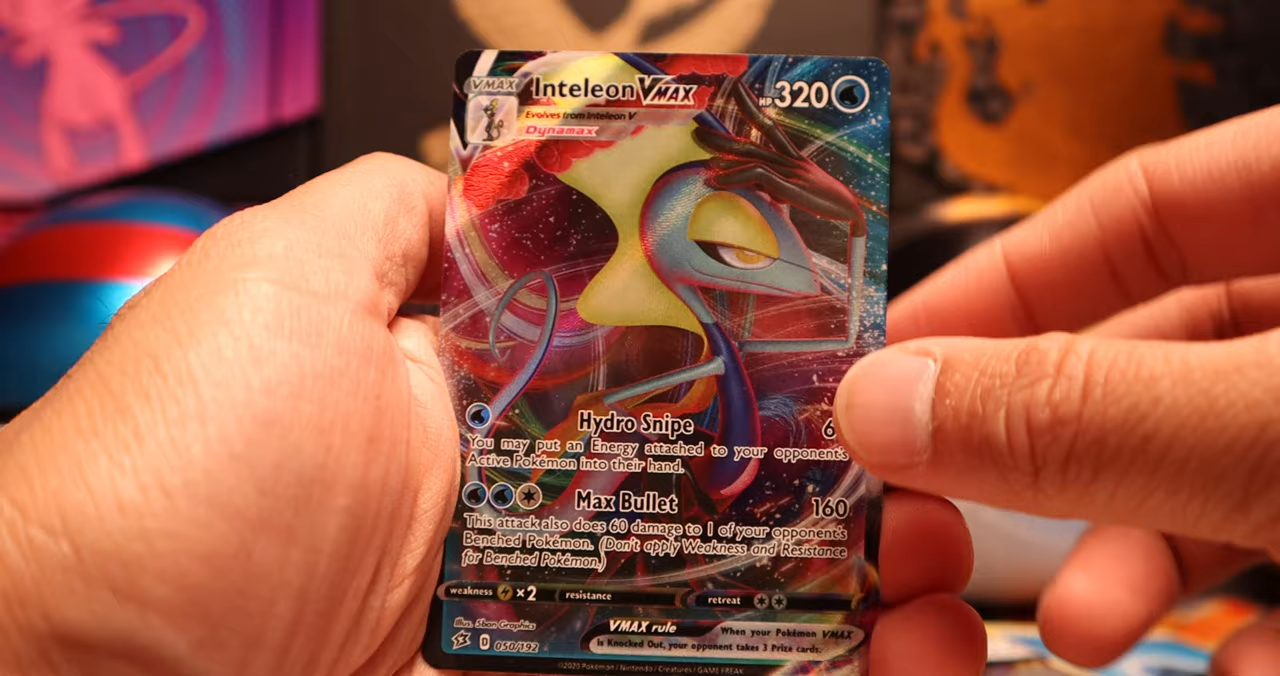 VMAX
Inteleon VMAX
HP 320
Evolves from Inteleon V
Dynamax
Hydro Snipe 6
You may put an Energy attached to your opponent's
Active Pokémon into their hand.
Max Bullet 160
This attack also does 60 damage to 1 of your opponent's
Benched Pokémon. (Don't apply Weakness and Resistance
for Benched Pokémon.)
weakness ×2 resistance retreat
Illus. 5ban Graphics
D 050/192
VMAX rule When your Pokémon VMAX
is Knocked Out, your opponent takes 3 Prize cards.
©2020 Pokémon / Nintendo / Creatures / GAME FREAK